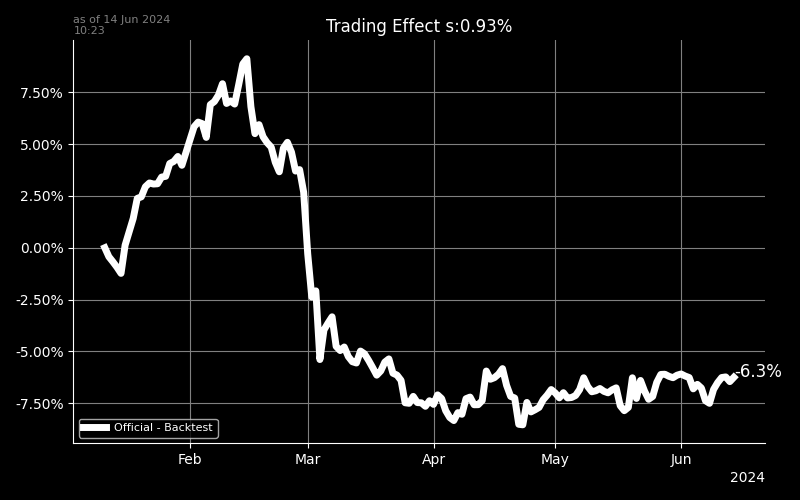 as of 14 Jun 2024
10:23
Trading Effect s:0.93%
7.50%
5.00%
2.50%
0.00%
-2.50%
-5.00%
-7.50%
-6.3%
Official - Backtest
Feb
Mar
Apr
May
Jun
2024